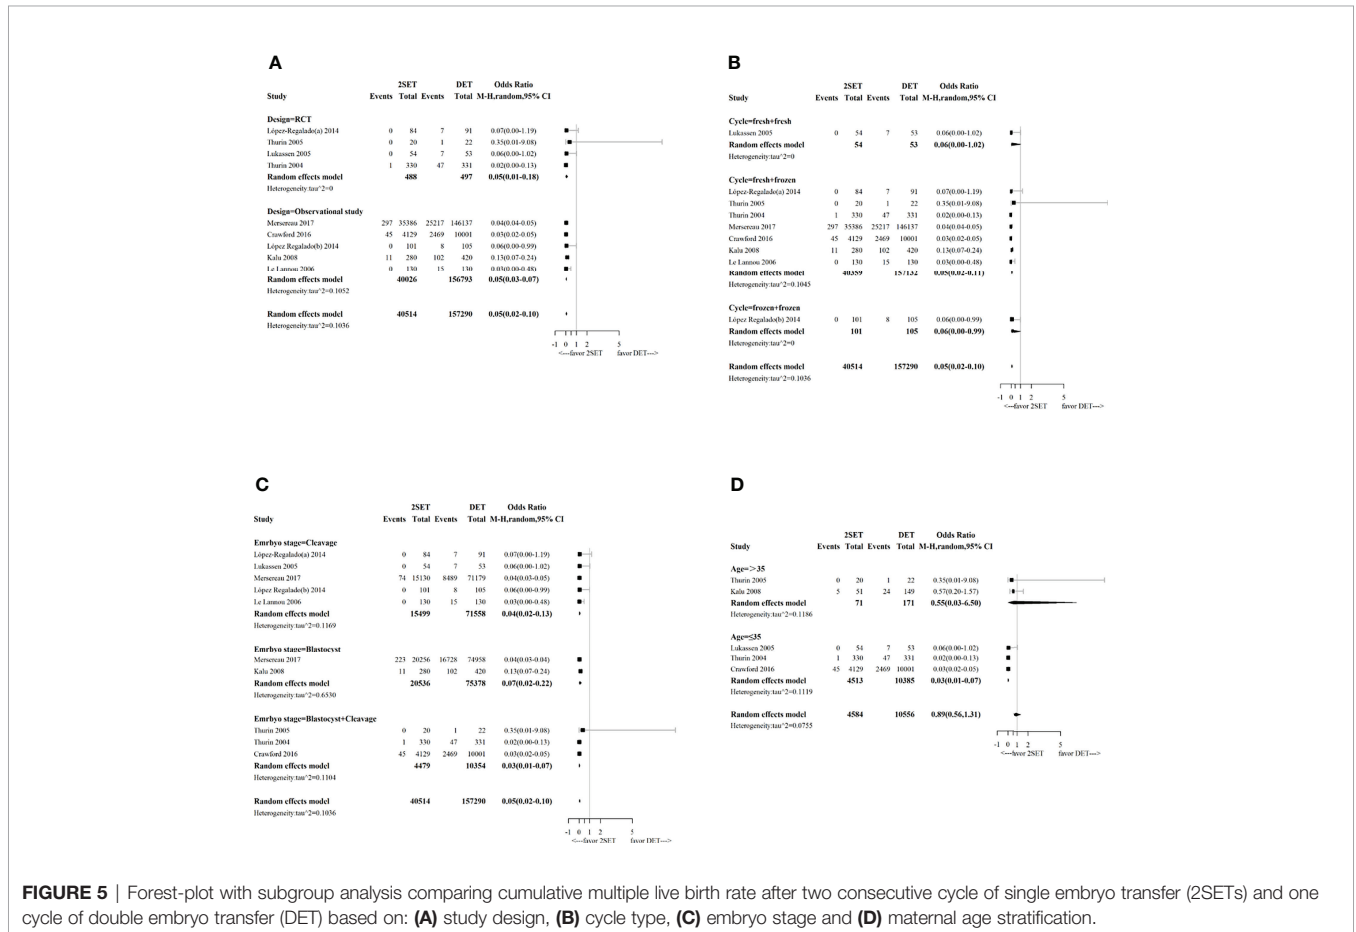 A
2SET DET Odds Ratio
Study Events Total Events Total M-H,random,95% CI
Design=RCT
López-Regalado(a) 2014 0 84 7 91 0.07(0.00-1.19)
Thurin 2005 0 20 1 22 0.35(0.01-9.08)
Lukassen 2005 0 54 7 53 0.06(0.00-1.02)
Thurin 2004 1 330 47 331 0.02(0.00-0.13)
Random effects model 488 497 0.05(0.01-0.18)
Heterogeneity:tau^2=0
Design=Observational study
Mersereau 2017 297 35386 25217 146137 0.04(0.04-0.05)
Crawford 2016 45 4129 2469 10001 0.03(0.02-0.05)
López Regalado(b) 2014 0 101 8 105 0.06(0.00-0.99)
Kalu 2008 11 280 102 420 0.13(0.07-0.24)
Le Lannou 2006 0 130 15 130 0.03(0.00-0.48)
Random effects model 40026 156793 0.05(0.03-0.07)
Heterogeneity:tau^2=0.1052
Random effects model 40514 157290 0.05(0.02-0.10)
Heterogeneity:tau^2=0.1036
-1 0 1 2 5
<---favor 2SET favor DET--->
B
2SET DET Odds Ratio
Study Events Total Events Total M-H,random,95% CI
Cycle=fresh+fresh
Lukassen 2005 0 54 7 53 0.06(0.00-1.02)
Random effects model 54 53 0.06(0.00-1.02)
Heterogeneity:tau^2=0
Cycle=fresh+frozen
López-Regalado(a) 2014 0 84 7 91 0.07(0.00-1.19)
Thurin 2005 0 20 1 22 0.35(0.01-9.08)
Thurin 2004 1 330 47 331 0.02(0.00-0.13)
Mersereau 2017 297 35386 25217 146137 0.04(0.04-0.05)
Crawford 2016 45 4129 2469 10001 0.03(0.02-0.05)
Kalu 2008 11 280 102 420 0.13(0.07-0.24)
Le Lannou 2006 0 130 15 130 0.03(0.00-0.48)
Random effects model 40359 157132 0.05(0.02-0.11)
Heterogeneity:tau^2=0.1045
Cycle=frozen+frozen
López Regalado(b) 2014 0 101 8 105 0.06(0.00-0.99)
Random effects model 101 105 0.06(0.00-0.99)
Heterogeneity:tau^2=0
Random effects model 40514 157290 0.05(0.02-0.10)
Heterogeneity:tau^2=0.1036
-1 0 1 2 5
<---favor 2SET favor DET--->
C
2SET DET Odds Ratio
Study Events Total Events Total M-H,random,95% CI
Emrbyo stage=Cleavage
López-Regalado(a) 2014 0 84 7 91 0.07(0.00-1.19)
Lukassen 2005 0 54 7 53 0.06(0.00-1.02)
Mersereau 2017 74 15130 8489 71179 0.04(0.03-0.05)
López Regalado(b) 2014 0 101 8 105 0.06(0.00-0.99)
Le Lannou 2006 0 130 15 130 0.03(0.00-0.48)
Random effects model 15499 71558 0.04(0.02-0.13)
Heterogeneity:tau^2=0.1169
Emrbyo stage=Blastocyst
Mersereau 2017 223 20256 16728 74958 0.04(0.03-0.04)
Kalu 2008 11 280 102 420 0.13(0.07-0.24)
Random effects model 20536 75378 0.07(0.02-0.22)
Heterogeneity:tau^2=0.6530
Emrbyo stage=Blastocyst+Cleavage
Thurin 2005 0 20 1 22 0.35(0.01-9.08)
Thurin 2004 1 330 47 331 0.02(0.00-0.13)
Crawford 2016 45 4129 2469 10001 0.03(0.02-0.05)
Random effects model 4479 10354 0.03(0.01-0.07)
Heterogeneity:tau^2=0.1104
Random effects model 40514 157290 0.05(0.02-0.10)
Heterogeneity:tau^2=0.1036
-1 0 1 2 5
<---favor 2SET favor DET--->
D
2SET DET Odds Ratio
Study Events Total Events Total M-H,random,95% CI
Age=>35
Thurin 2005 0 20 1 22 0.35(0.01-9.08)
Kalu 2008 5 51 24 149 0.57(0.20-1.57)
Random effects model 71 171 0.55(0.03-6.50)
Heterogeneity:tau^2=0.1186
Age=≤35
Lukassen 2005 0 54 7 53 0.06(0.00-1.02)
Thurin 2004 1 330 47 331 0.02(0.00-0.13)
Crawford 2016 45 4129 2469 10001 0.03(0.02-0.05)
Random effects model 4513 10385 0.03(0.01-0.07)
Heterogeneity:tau^2=0.1119
Random effects model 4584 10556 0.89(0.56,1.31)
Heterogeneity:tau^2=0.0755
-1 0 1 2 5
<---favor 2SET favor DET--->
FIGURE 5 | Forest-plot with subgroup analysis comparing cumulative multiple live birth rate after two consecutive cycle of single embryo transfer (2SETs) and one
cycle of double embryo transfer (DET) based on: (A) study design, (B) cycle type, (C) embryo stage and (D) maternal age stratification.